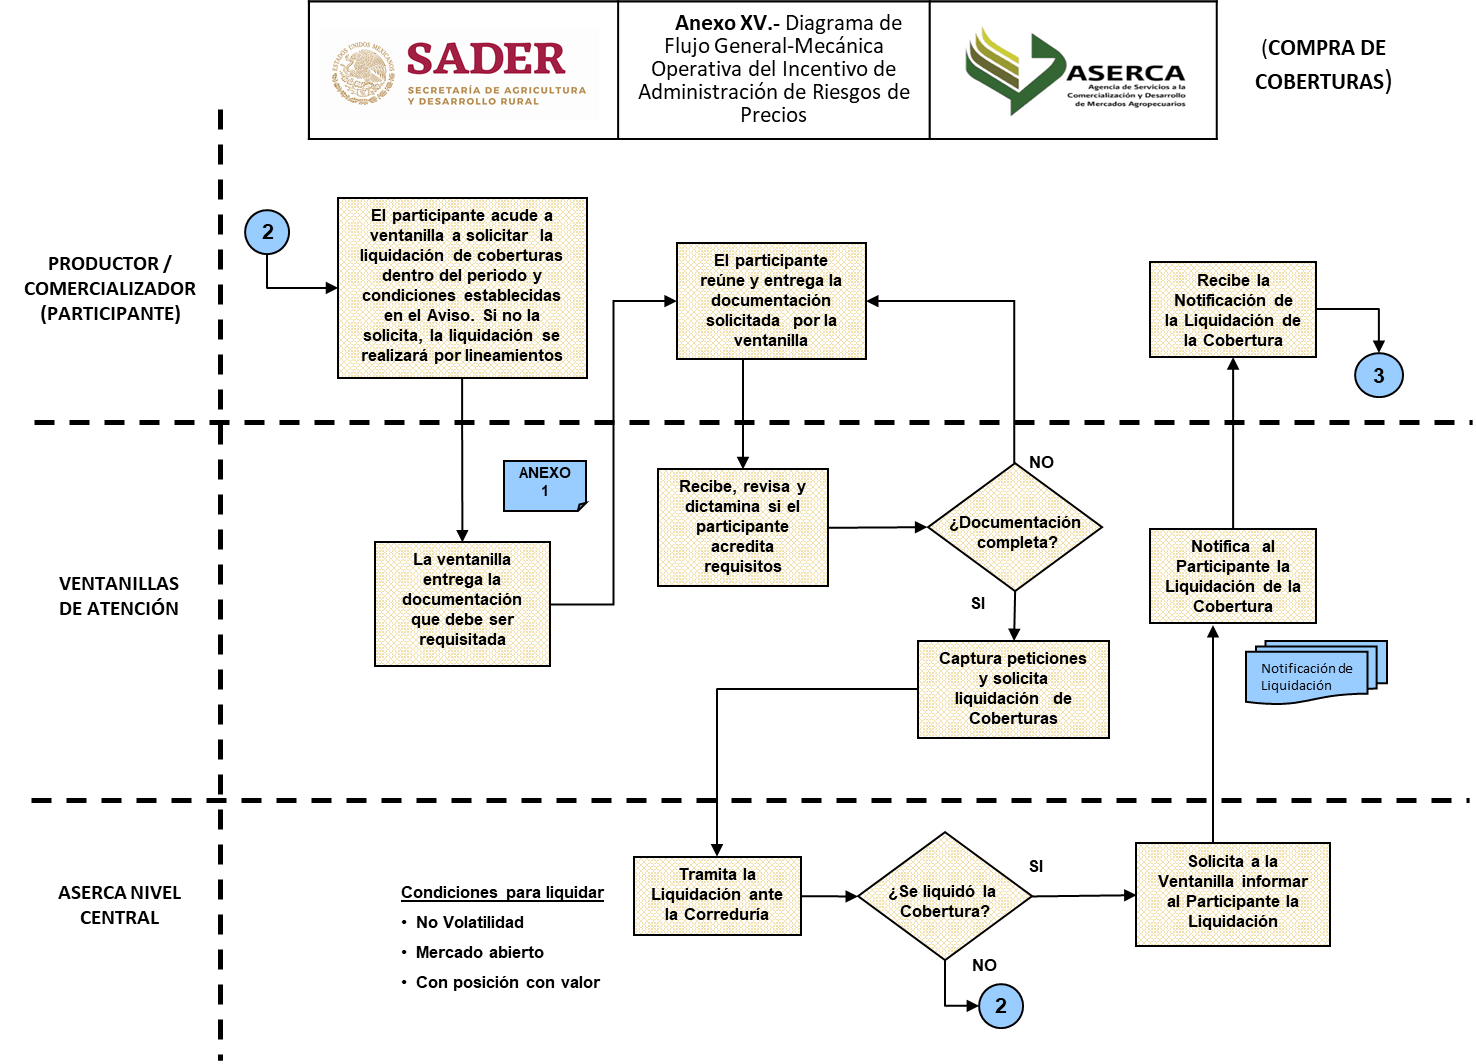 ESTADOS UNIDOS MEXICANOS
SADER
SECRETARÍA DE AGRICULTURA
Y DESARROLLO RURAL
Anexo XV.- Diagrama de
Flujo General-Mecánica
Operativa del Incentivo de
Administración de Riesgos de
Precios
ASERCA
Agencia de Servicios a la
Comercialización y Desarrollo
de Mercados Agropecuarios
(COMPRA DE
COBERTURAS)
PRODUCTOR /
COMERCIALIZADOR
(PARTICIPANTE)
2
El participante acude a
ventanilla a solicitar la
liquidación de coberturas
dentro del periodo y
condiciones establecidas
en el Aviso. Si no la
solicita, la liquidación se
realizará por lineamientos
El participante
reúne y entrega la
documentación
solicitada por la
ventanilla
Recibe la
Notificación de
la Liquidación de
la Cobertura
3
VENTANILLAS
DE ATENCIÓN
ANEXO
1
La ventanilla
entrega la
documentación
que debe ser
requisitada
Recibe, revisa y
dictamina si el
participante
acredita
requisitos
NO
¿Documentación
completa?
SI
Captura peticiones
y solicita
liquidación de
Coberturas
Notifica al
Participante la
Liquidación de la
Cobertura
Notificación de
Liquidación
ASERCA NIVEL
CENTRAL
Condiciones para liquidar
• No Volatilidad
• Mercado abierto
• Con posición con valor
Tramita la
Liquidación ante
la Correduría
¿Se liquidó la
Cobertura?
SI
NO
2
Solicita a la
Ventanilla informar
al Participante la
Liquidación